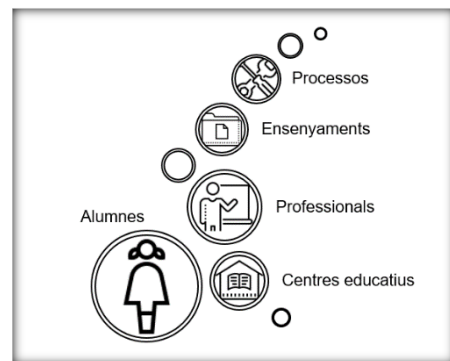 Processos
Ensenyaments
Professionals
Alumnes
Centres educatius